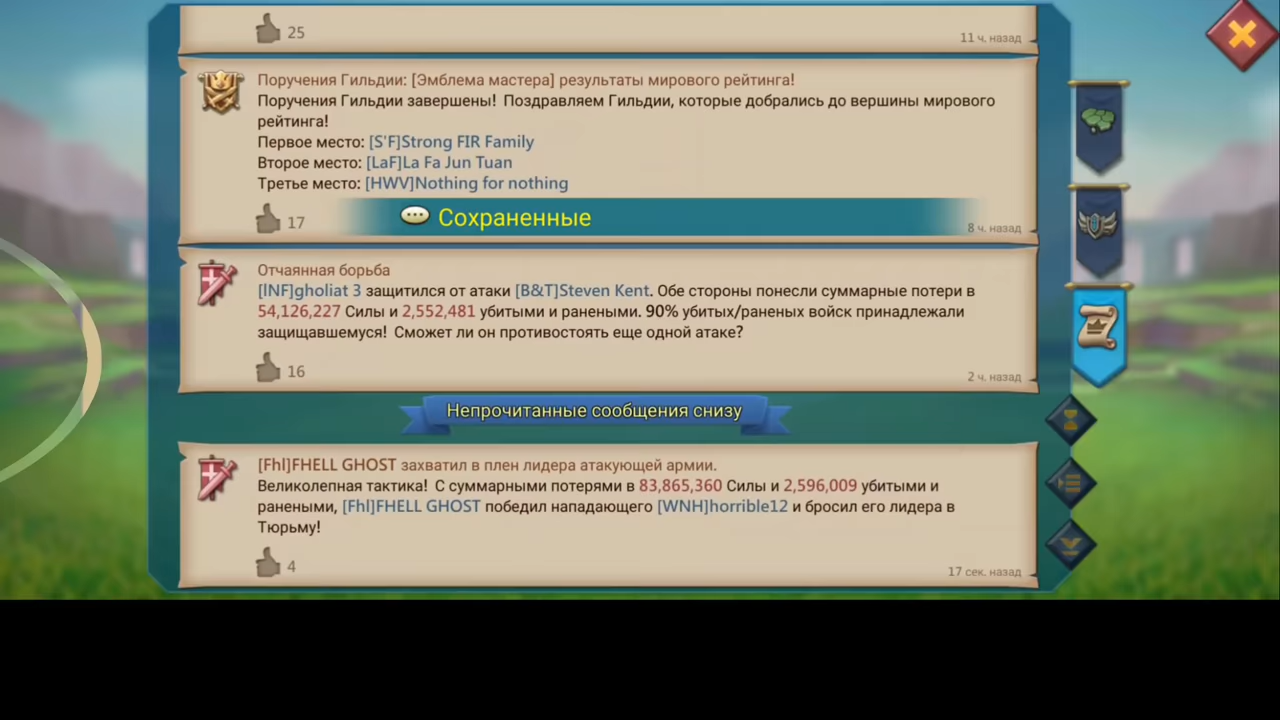 25
11 ч. назад
Поручения Гильдии: [Эмблема мастера] результаты мирового рейтинга!
Поручения Гильдии завершены! Поздравляем Гильдии, которые добрались до вершины мирового
рейтинга!
Первое место: [S'F]Strong FIR Family
Второе место: [LaF]La Fa Jun Tuan
Третье место: [HWV]Nothing for nothing
Сохраненные
17
8 ч. назад
Отчаянная борьба
[lNF]gholiat 3 защитился от атаки [B&T]Steven Kent. Обе стороны понесли суммарные потери в
54,126,227 Силы и 2,552,481 убитыми и ранеными. 90% убитых/раненых войск принадлежали
защищавшемуся! Сможет ли он противостоять еще одной атаке?
16
2 ч. назад
Непрочитанные сообщения снизу
[Fhl]FHELL GHOST захватил в плен лидера атакующей армии.
Великолепная тактика! С суммарными потерями в 83,865,360 Силы и 2,596,009 убитыми и
ранеными, [Fhl]FHELL GHOST победил нападающего [WNH]horrible12 и бросил его лидера в
Тюрьму!
4
17 сек. назад